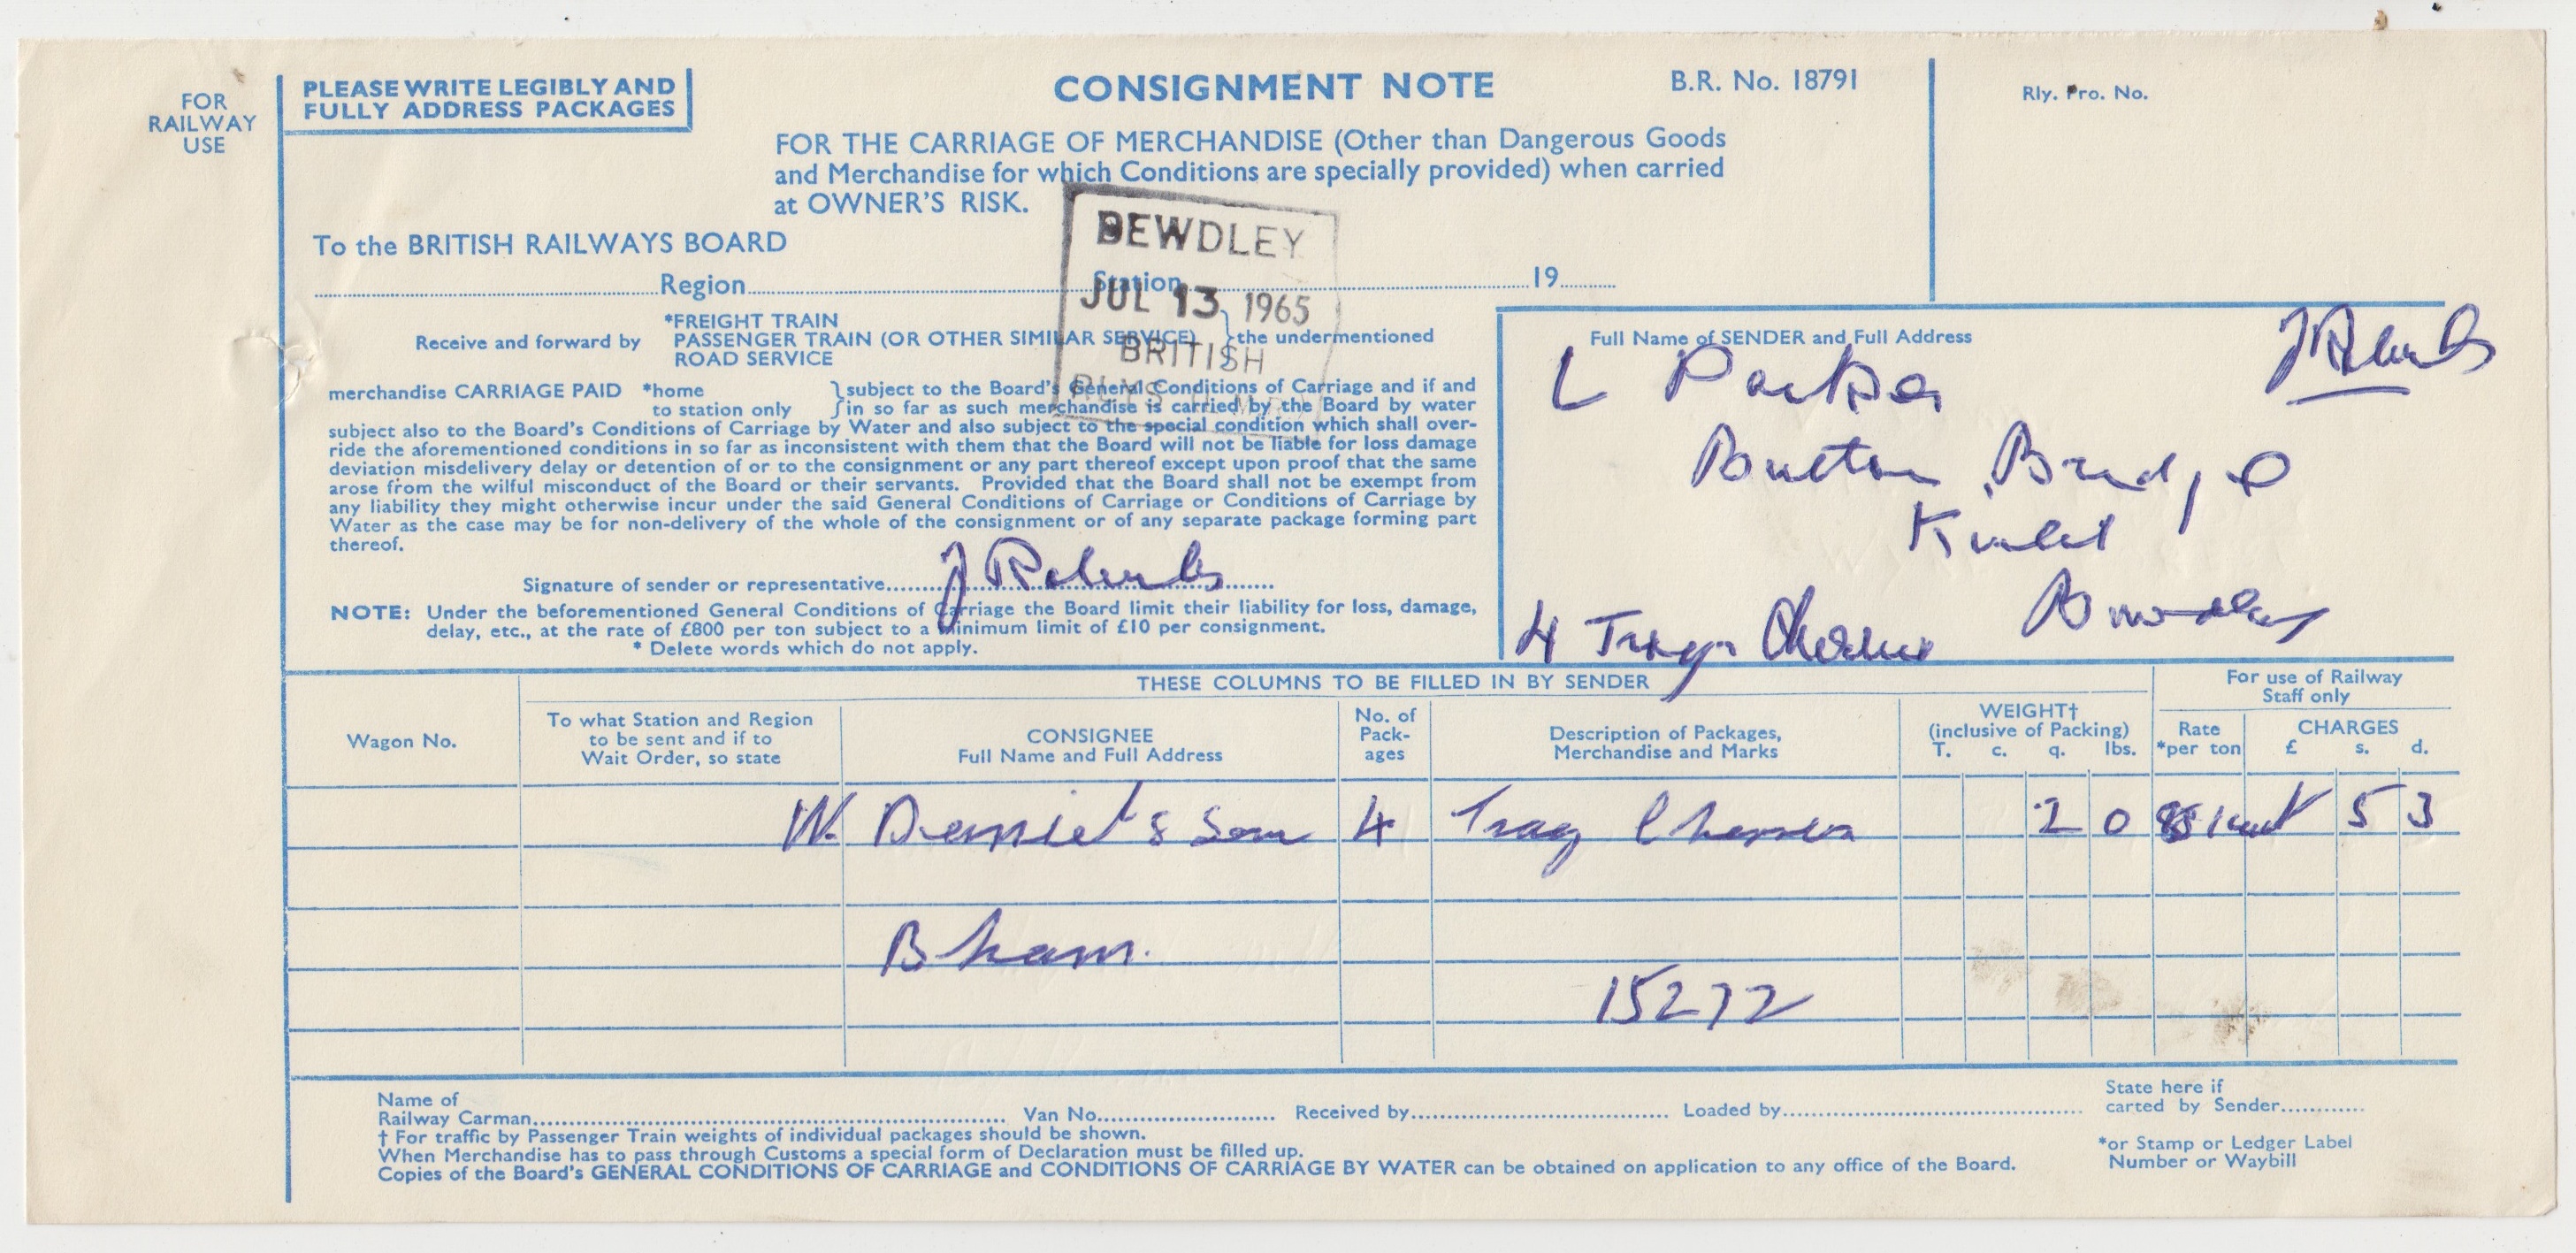 FOR
RAILWAY
USE
PLEASE WRITE LEGIBLY AND
FULLY ADDRESS PACKAGES
CONSIGNMENT NOTE
B.R. No. 18791
Rly. Pro. No.
FOR THE CARRIAGE OF MERCHANDISE (Other than Dangerous Goods
and Merchandise for which Conditions are specially provided) when carried
at OWNER'S RISK.
To the BRITISH RAILWAYS BOARD
Region Station 19
BEWDLEY
JUL 13 1965
BRITISH
RLYS
Receive and forward by
*FREIGHT TRAIN
PASSENGER TRAIN (OR OTHER SIMILAR SERVICE)
ROAD SERVICE
the undermentioned
merchandise CARRIAGE PAID *home
to station only
subject to the Board's General Conditions of Carriage and if and
in so far as such merchandise is carried by the Board by water
subject also to the Board's Conditions of Carriage by Water and also subject to the special condition which shall over-
ride the aforementioned conditions in so far as inconsistent with them that the Board will not be liable for loss damage
deviation misdelivery delay or detention of or to the consignment or any part thereof except upon proof that the same
arose from the wilful misconduct of the Board or their servants. Provided that the Board shall not be exempt from
any liability they might otherwise incur under the said General Conditions of Carriage or Conditions of Carriage by
Water as the case may be for non-delivery of the whole of the consignment or of any separate package forming part
thereof.
Signature of sender or representative J Roberts
NOTE: Under the beforementioned General Conditions of Carriage the Board limit their liability for loss, damage,
delay, etc., at the rate of £800 per ton subject to a minimum limit of £10 per consignment.
* Delete words which do not apply.
Full Name of SENDER and Full Address
J Roberts
L Parker
Button Bridge
Kinlet
Bewdley
4 Trays Cherries
THESE COLUMNS TO BE FILLED IN BY SENDER
For use of Railway
Staff only
Wagon No.
To what Station and Region
to be sent and if to
Wait Order, so state
CONSIGNEE
Full Name and Full Address
No. of
Pack-
ages
Description of Packages,
Merchandise and Marks
WEIGHT†
(inclusive of Packing)
T. c. q. lbs.
Rate
*per ton
CHARGES
£ s. d.
W. Daniel & Son 4 Tray Cherries 2 0 5 3
Bham.
15272
Name of
Railway Carman Van No. Received by Loaded by
State here if
carted by Sender
† For traffic by Passenger Train weights of individual packages should be shown.
When Merchandise has to pass through Customs a special form of Declaration must be filled up.
Copies of the Board's GENERAL CONDITIONS OF CARRIAGE and CONDITIONS OF CARRIAGE BY WATER can be obtained on application to any office of the Board.
*or Stamp or Ledger Label
Number or Waybill